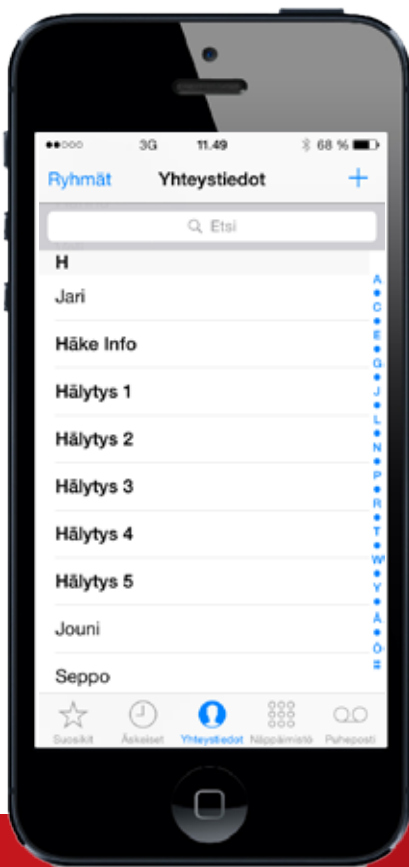 3G 11.49 68 %
Ryhmät Yhteystiedot +
Etsi
H
Jari
Häke Info
Hälytys 1
Hälytys 2
Hälytys 3
Hälytys 4
Hälytys 5
Jouni
Seppo
A
C
E
G
J
L
N
P
R
T
W
Y
Å
Ö
#
Suosikit Äskeiset Yhteystiedot Näppäimistö Puheposti